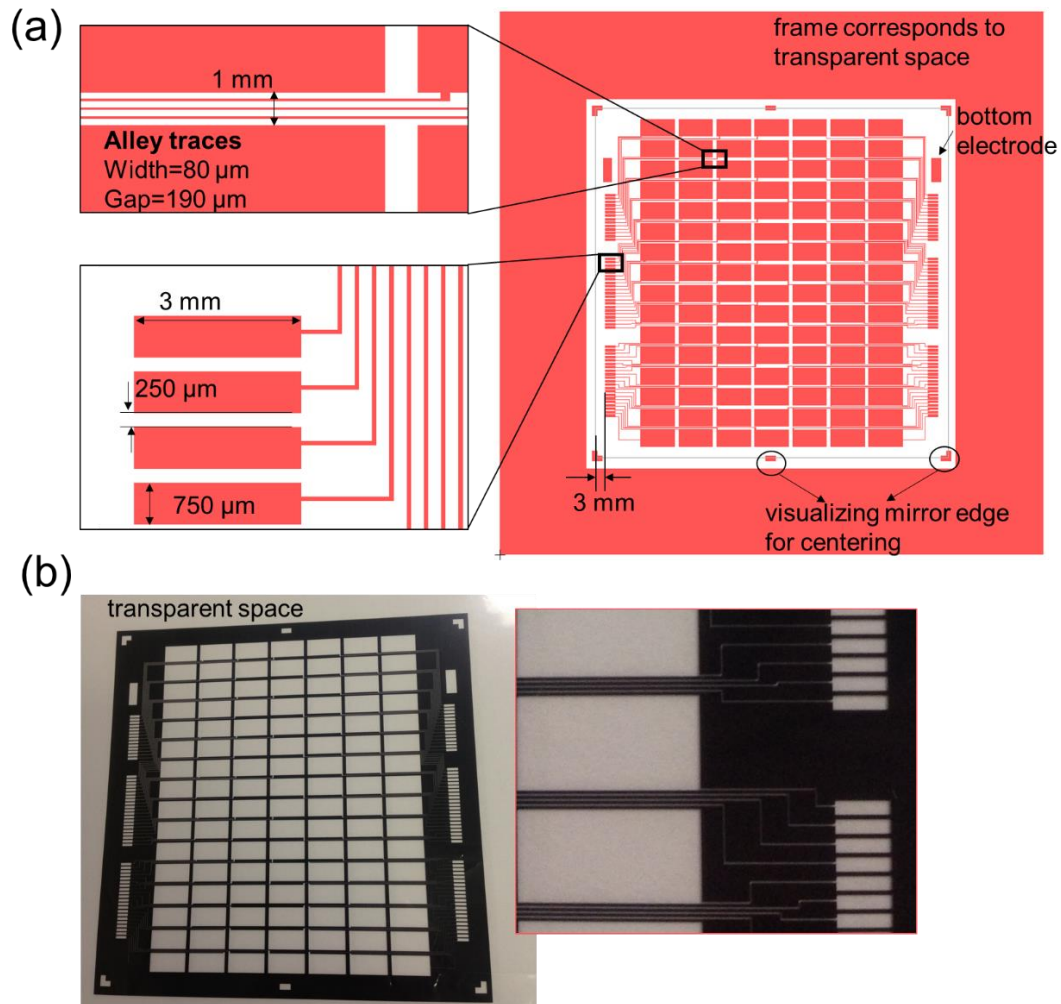 (a)
1 mm
Alley traces
Width=80 µm
Gap=190 µm
frame corresponds to
transparent space
bottom
electrode
3 mm
250 µm
750 µm
3 mm
visualizing mirror edge
for centering
(b)
transparent space